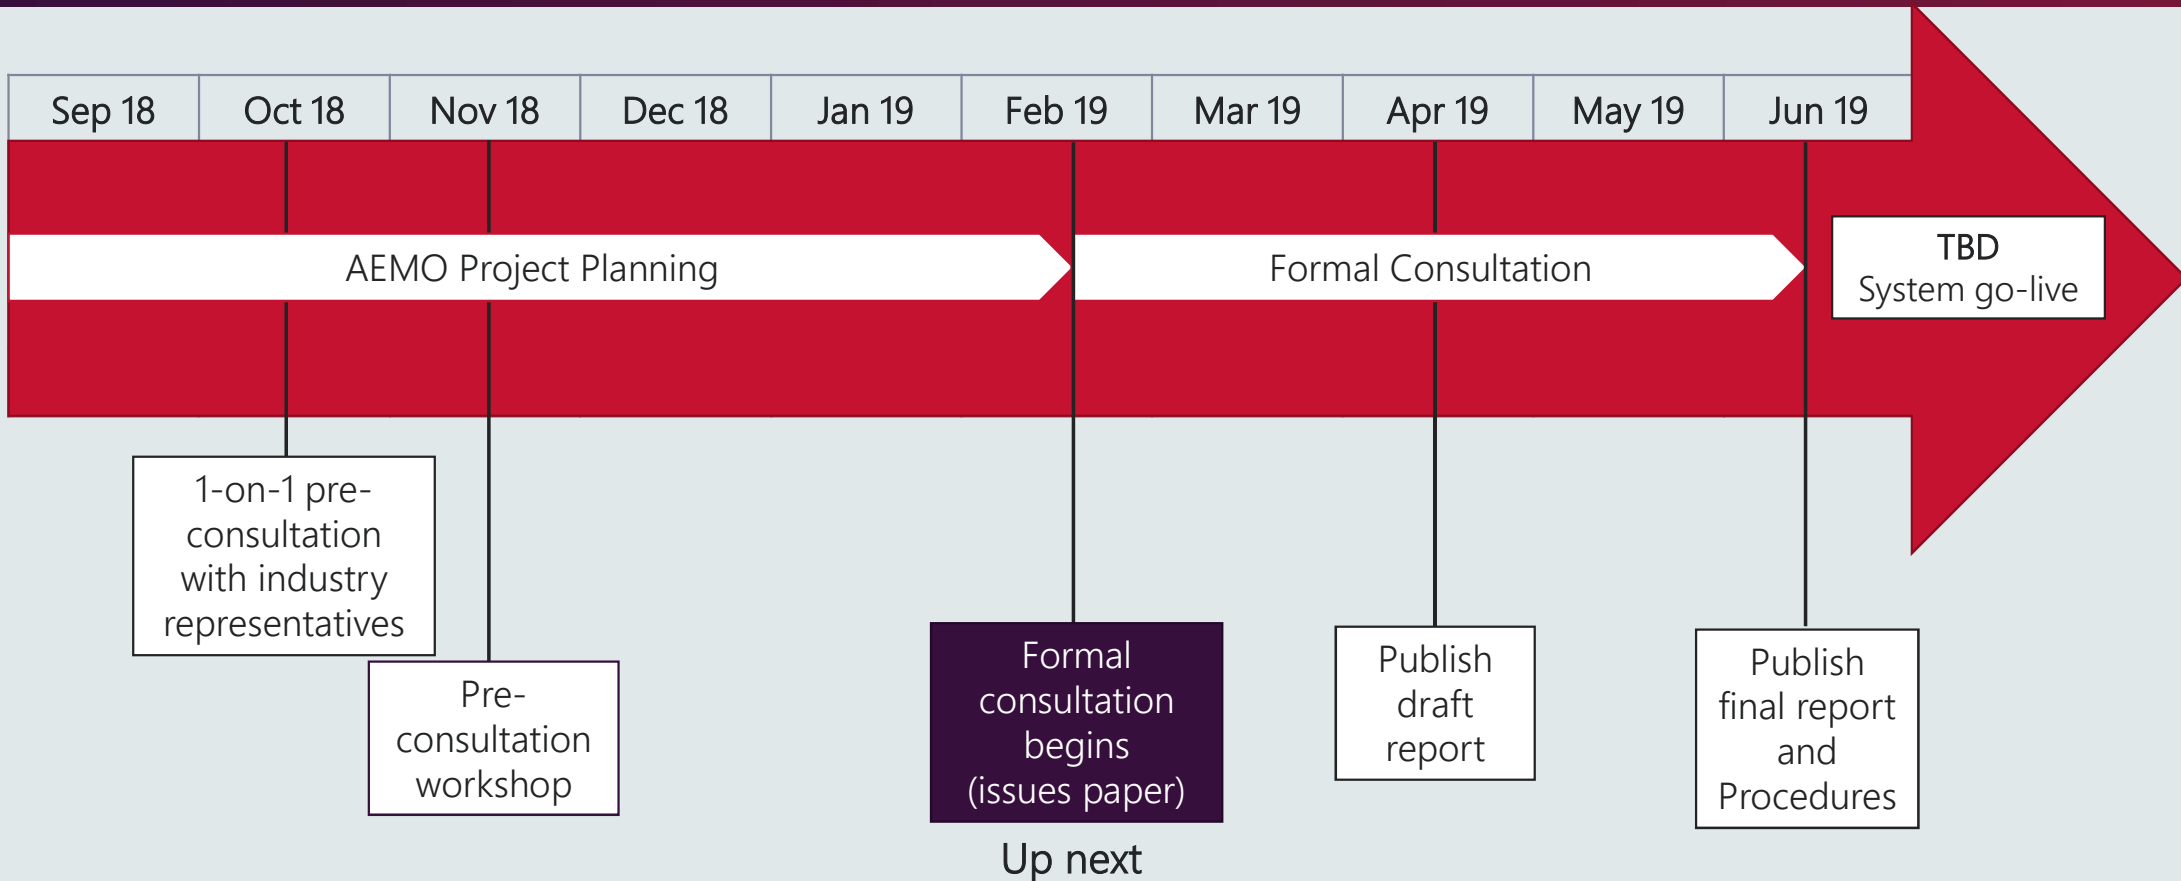 Sep 18
Oct 18
Nov 18
Dec 18
Jan 19
Feb 19
Mar 19
Apr 19
May 19
Jun 19
AEMO Project Planning
Formal Consultation
TBD
System go-live
1-on-1 pre-
consultation
with industry
representatives
Pre-
consultation
workshop
Formal
consultation
begins
(issues paper)
Up next
Publish
draft
report
Publish
final report
and
Procedures